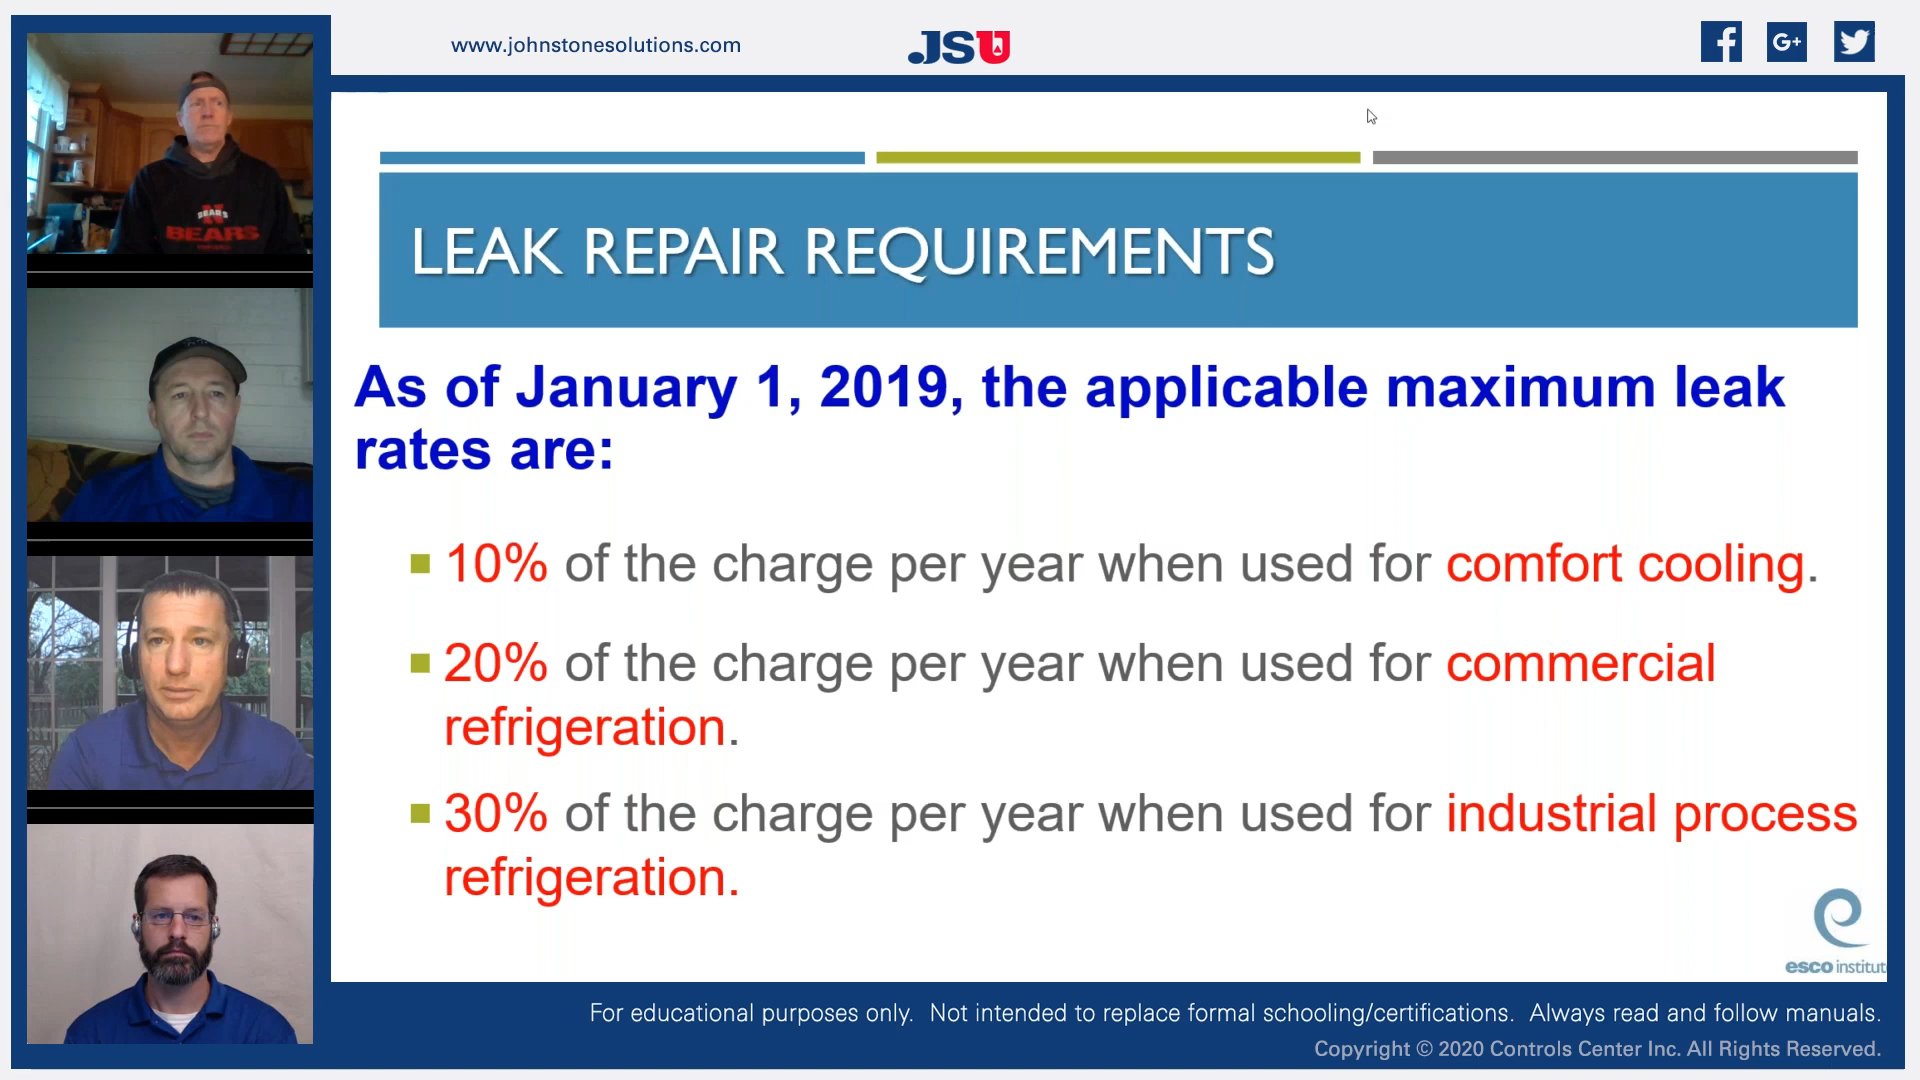 www.johnstonesolutions.com
JSU
G+
LEAK REPAIR REQUIREMENTS
As of January 1, 2019, the applicable maximum leak
rates are:
10% of the charge per year when used for comfort cooling.
20% of the charge per year when used for commercial
refrigeration.
30% of the charge per year when used for industrial process
refrigeration.
BEARS
BEARS
esco institut
For educational purposes only. Not intended to replace formal schooling/certifications. Always read and follow manuals.
Copyright © 2020 Controls Center Inc. All Rights Reserved.